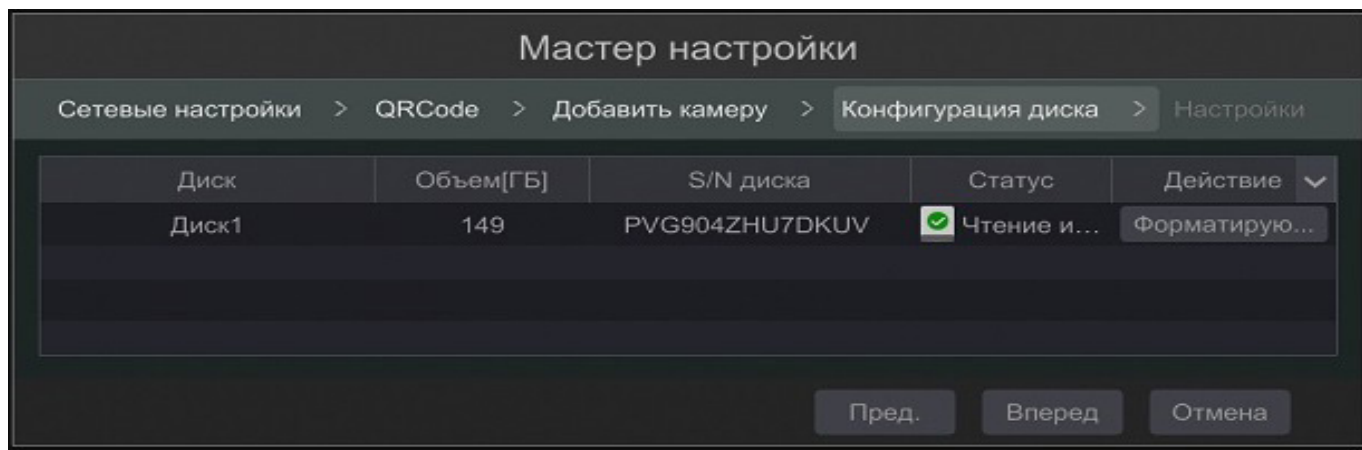 Мастер настройки
Сетевые настройки > QRCode > Добавить камеру > Конфигурация диска > Настройки
Диск Объем[ГБ] S/N диска Статус Действие
Диск1 149 PVG904ZHU7DKUV Чтение и... Форматирую...
Пред. Вперед Отмена